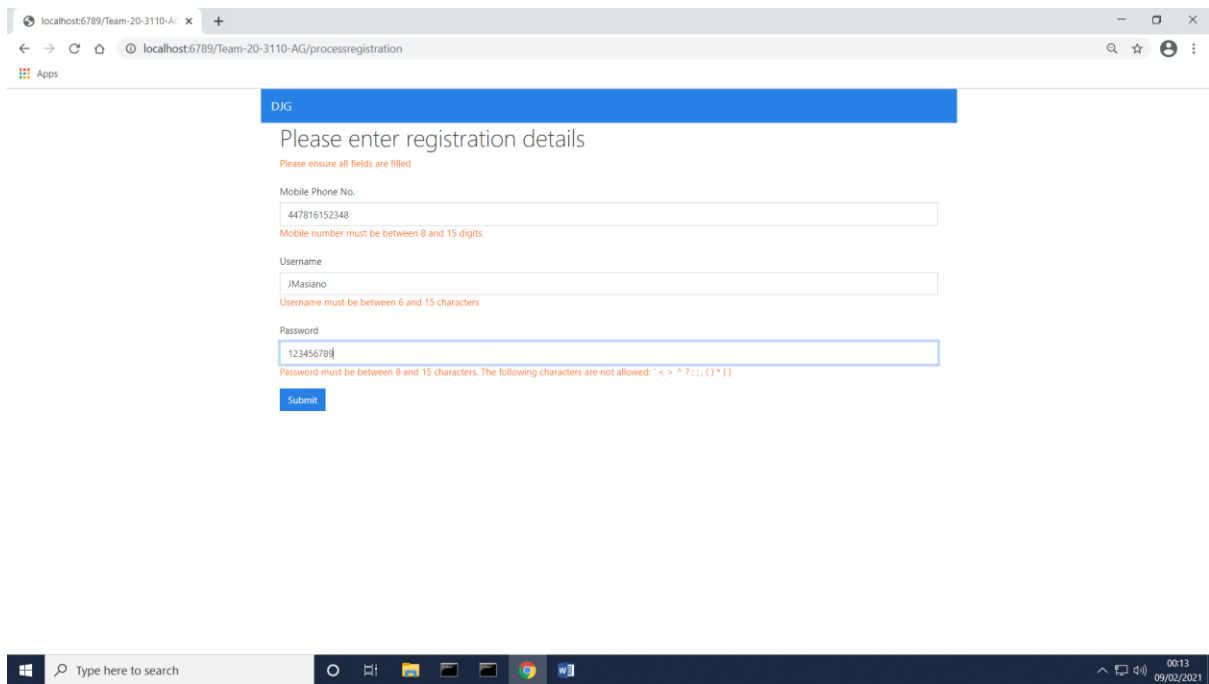 localhost:6789/Team-20-3110-AG
localhost:6789/Team-20-3110-AG/processregistration
Apps
DJG
Please enter registration details
Please ensure all fields are filled
Mobile Phone No.
447816152348
Mobile number must be between 8 and 15 digits
Username
JMasiano
Username must be between 6 and 15 characters
Password
123456789
Password must be between 8 and 15 characters. The following characters are not allowed: ' < > ^ ? : ; , ( ) * { }
Submit
Type here to search
00:13
09/02/2021